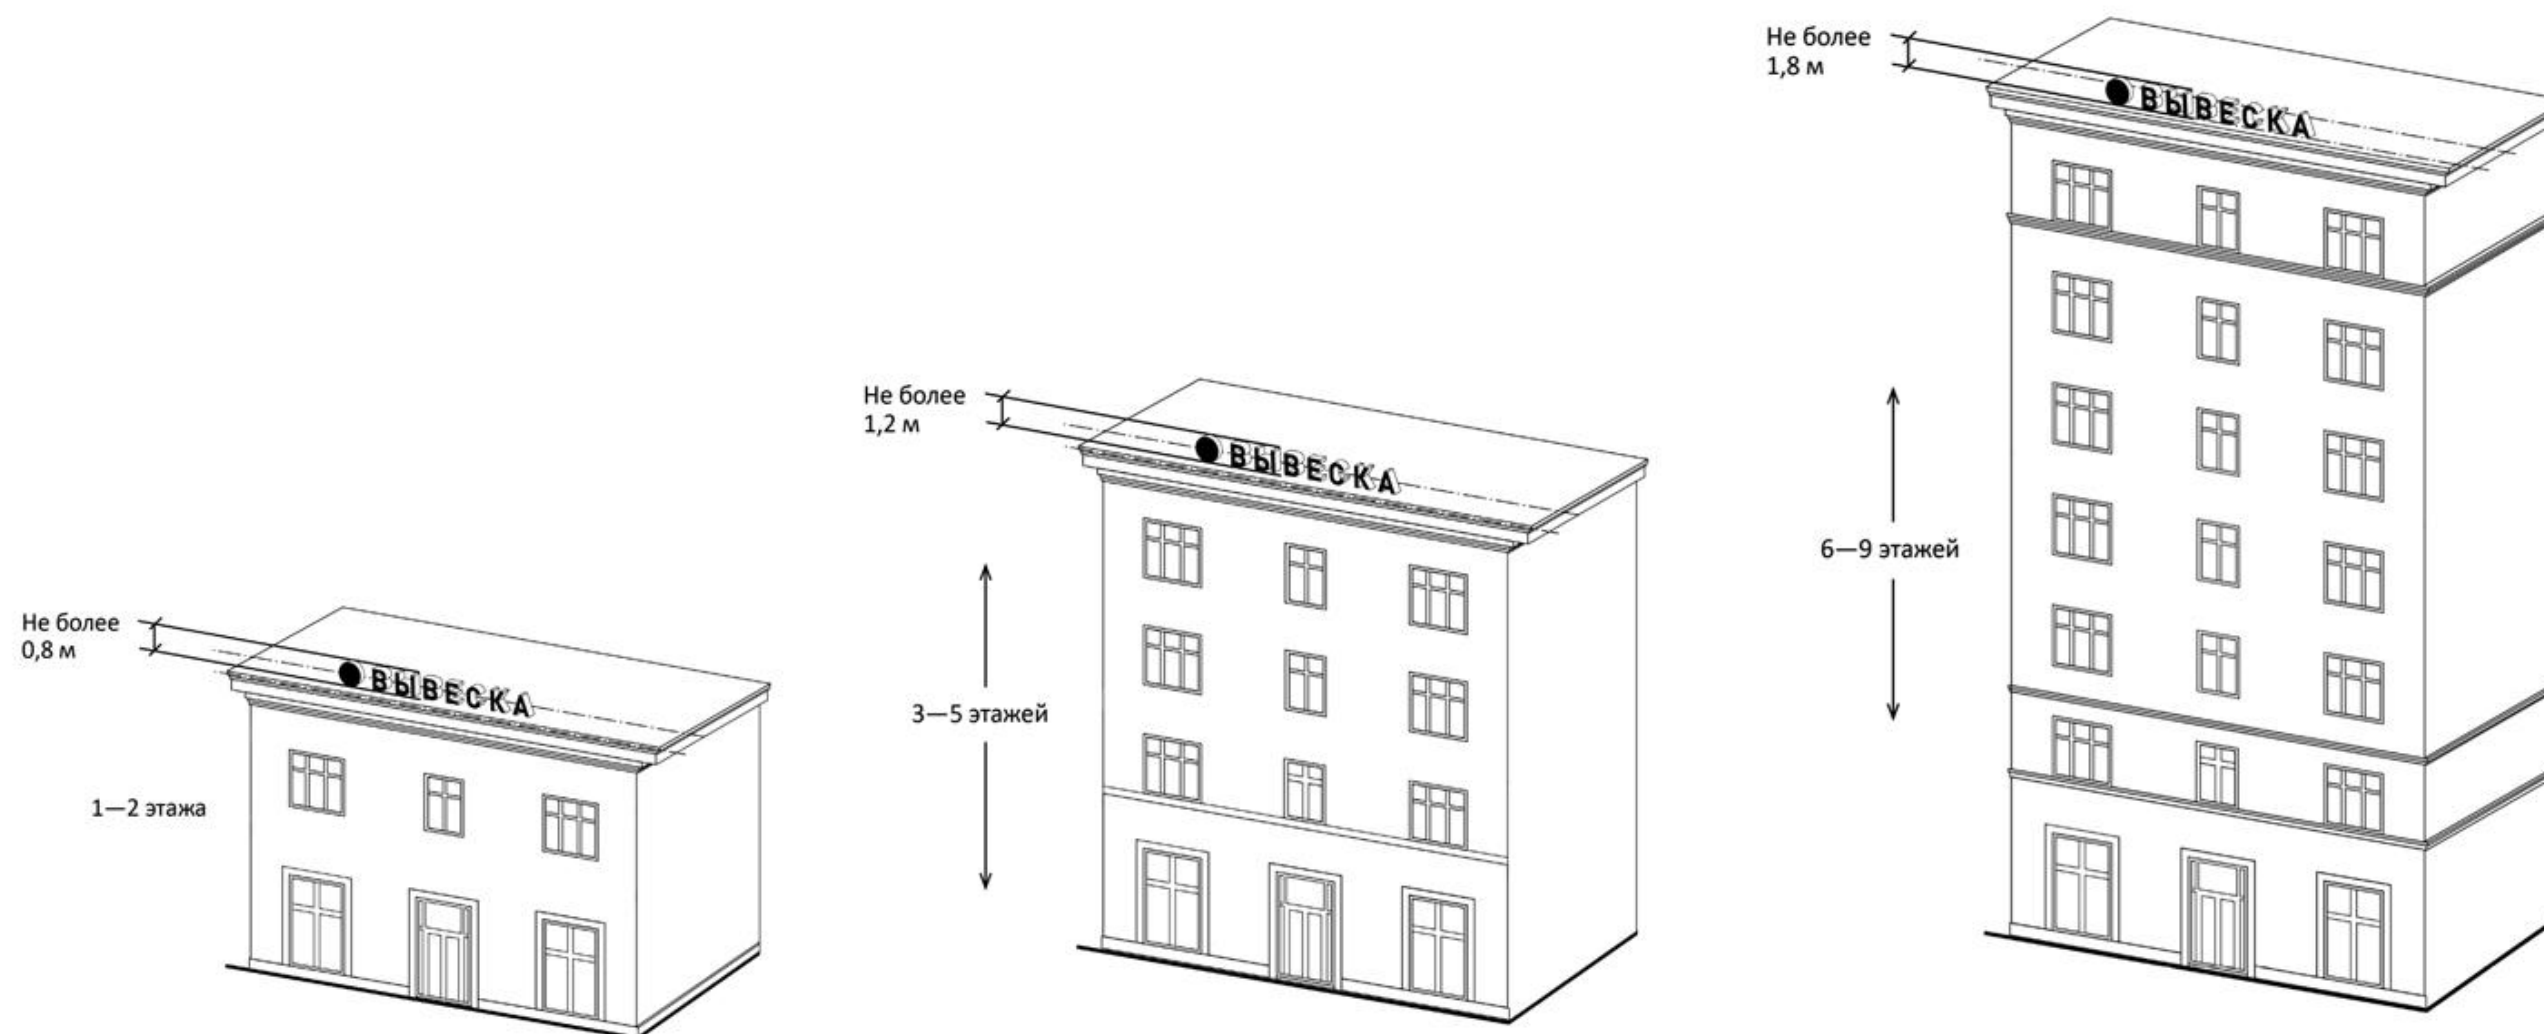 Не более
0,8 м
ВЫВЕСКА
1—2 этажа
Не более
1,2 м
ВЫВЕСКА
3—5 этажей
Не более
1,8 м
ВЫВЕСКА
6—9 этажей